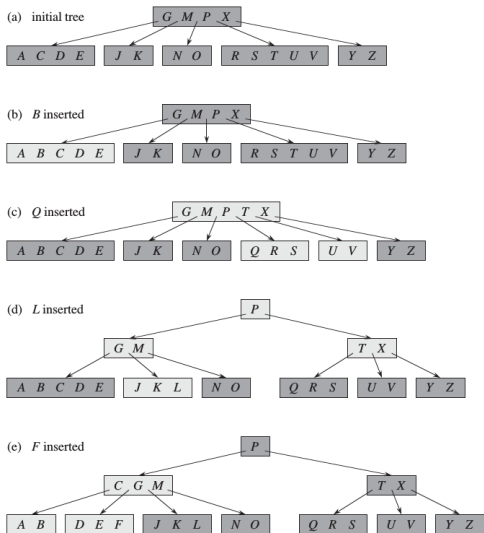 (a) initial tree
G M P X
A C D E J K N O R S T U V Y Z
(b) B inserted
G M P X
A B C D E J K N O R S T U V Y Z
(c) Q inserted
G M P T X
A B C D E J K N O Q R S U V Y Z
(d) L inserted
P
G M T X
A B C D E J K L N O Q R S U V Y Z
(e) F inserted
P
C G M T X
A B D E F J K L N O Q R S U V Y Z